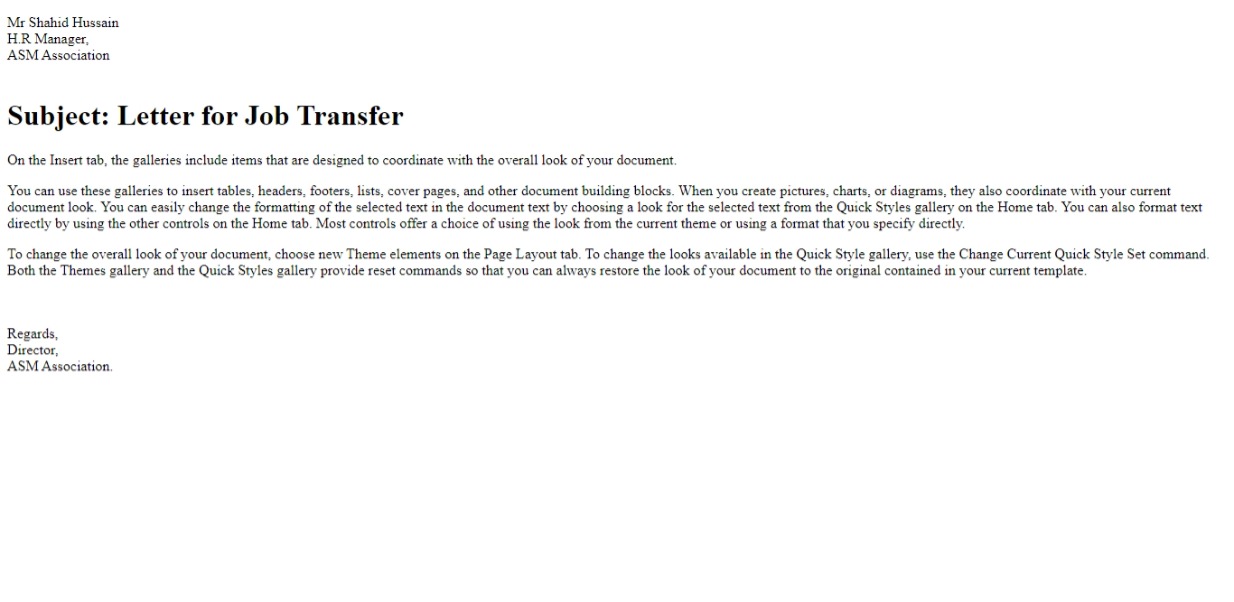 Mr Shahid Hussain
H.R Manager,
ASM Association
Subject: Letter for Job Transfer
On the Insert tab, the galleries include items that are designed to coordinate with the overall look of your document.
You can use these galleries to insert tables, headers, footers, lists, cover pages, and other document building blocks. When you create pictures, charts, or diagrams, they also coordinate with your current
document look. You can easily change the formatting of the selected text in the document text by choosing a look for the selected text from the Quick Styles gallery on the Home tab. You can also format text
directly by using the other controls on the Home tab. Most controls offer a choice of using the look from the current theme or using a format that you specify directly.
To change the overall look of your document, choose new Theme elements on the Page Layout tab. To change the looks available in the Quick Style gallery, use the Change Current Quick Style Set command.
Both the Themes gallery and the Quick Styles gallery provide reset commands so that you can always restore the look of your document to the original contained in your current template.
Regards,
Director,
ASM Association.